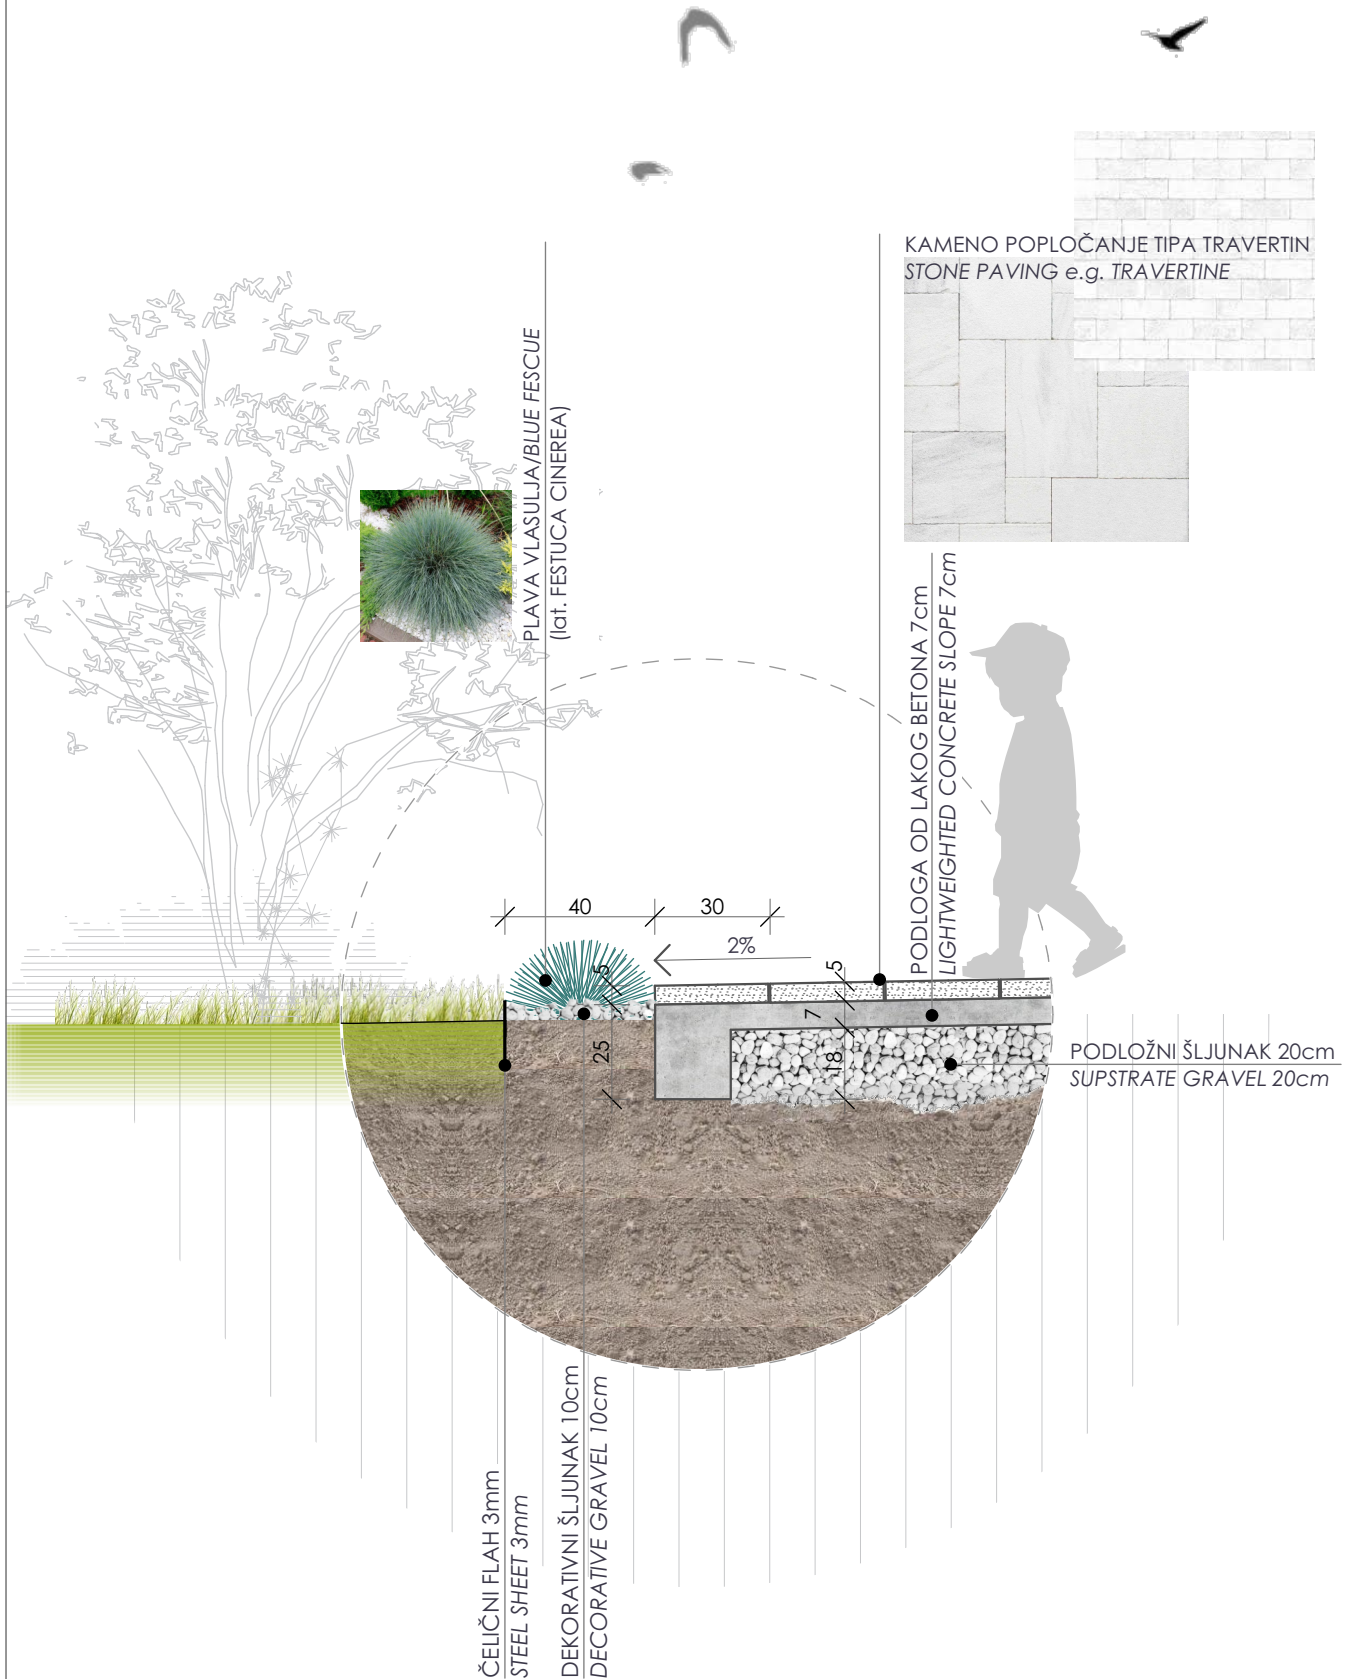 KAMENO POPLOČANJE TIPA TRAVERTIN
STONE PAVING e.g. TRAVERTINE
PLAVA VLASULJA/BLUE FESCUE
(lat. FESTUCA CINEREA)
PODLOGA OD LAKOG BETONA 7cm
LIGHTWEIGHTED CONCRETE SLOPE 7cm
40
30
2%
5
5
7
25
18
PODLOŽNI ŠLJUNAK 20cm
SUPSTRATE GRAVEL 20cm
ČELIČNI FLAH 3mm
STEEL SHEET 3mm
DEKORATIVNI ŠLJUNAK 10cm
DECORATIVE GRAVEL 10cm